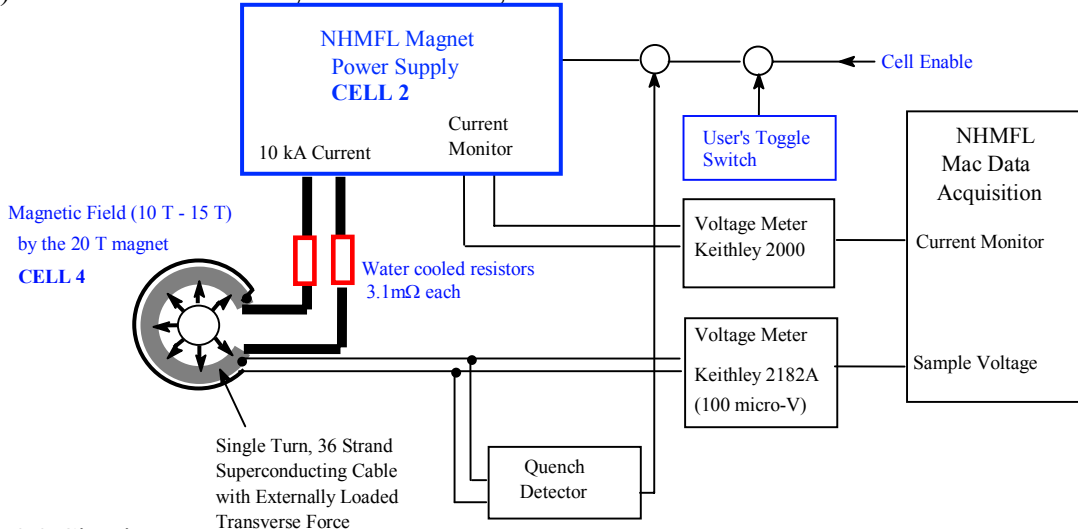 NHMFL Magnet
Power Supply
CELL 2
Current
Monitor
10 kA Current
Cell Enable
User's Toggle
Switch
NHMFL
Mac Data
Acquisition
Current Monitor
Sample Voltage
Magnetic Field (10 T - 15 T)
by the 20 T magnet
CELL 4
Water cooled resistors
3.1mΩ each
Voltage Meter
Keithley 2000
Voltage Meter
Keithley 2182A
(100 micro-V)
Single Turn, 36 Strand
Superconducting Cable
with Externally Loaded
Transverse Force
Quench
Detector